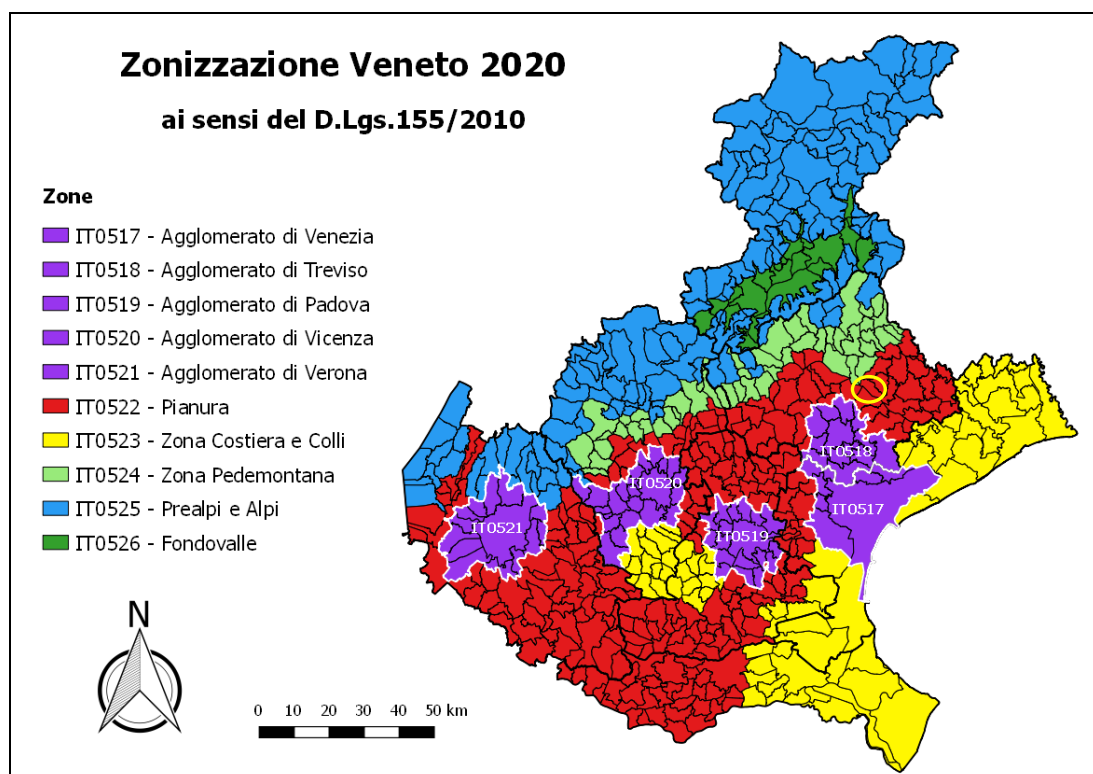 Zonizzazione Veneto 2020
ai sensi del D.Lgs.155/2010
Zone
IT0517 - Agglomerato di Venezia
IT0518 - Agglomerato di Treviso
IT0519 - Agglomerato di Padova
IT0520 - Agglomerato di Vicenza
IT0521 - Agglomerato di Verona
IT0522 - Pianura
IT0523 - Zona Costiera e Colli
IT0524 - Zona Pedemontana
IT0525 - Prealpi e Alpi
IT0526 - Fondovalle
IT0518
IT0520
IT0517
IT0521
IT0519
N
0 10 20 30 40 50 km